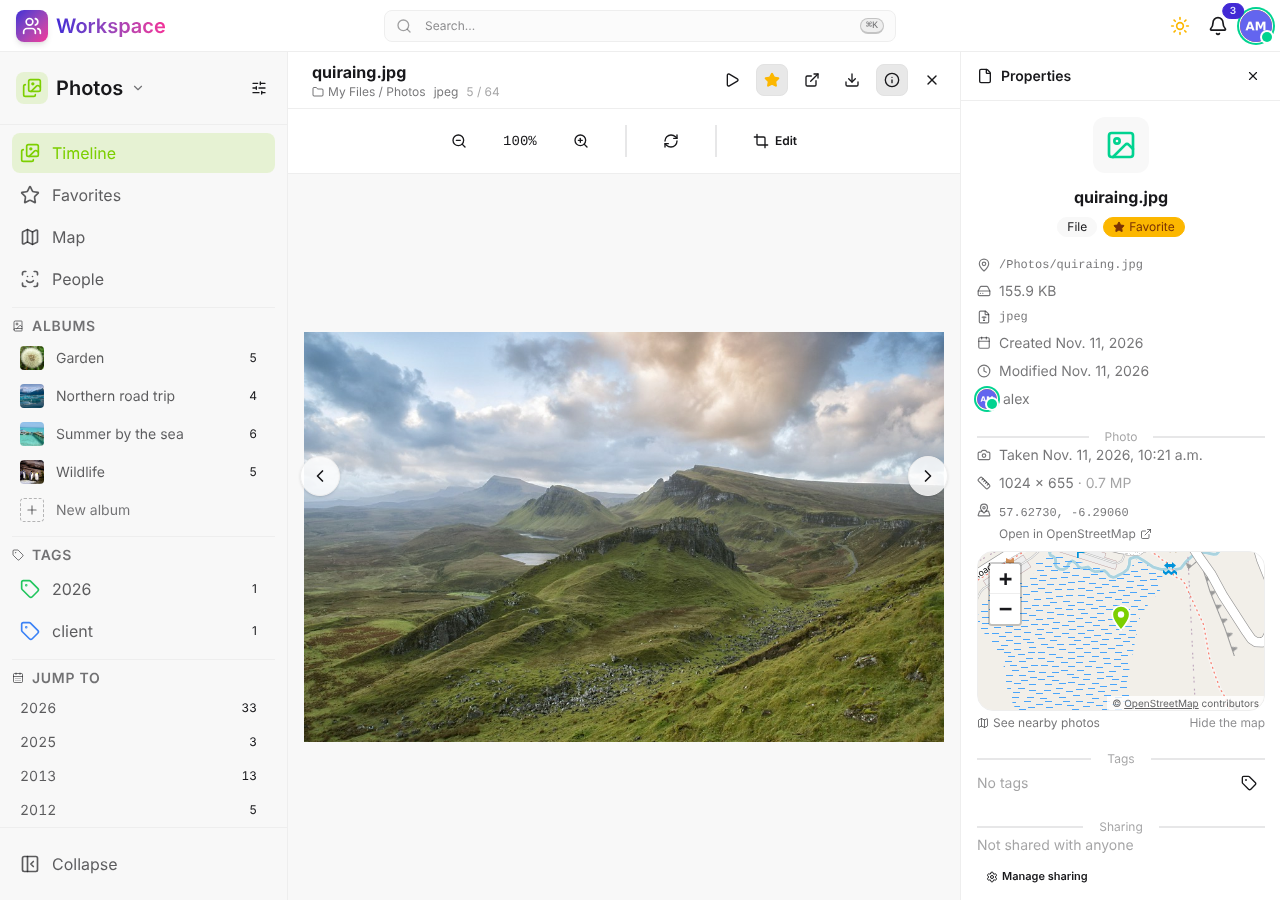 Workspace
Search...
⌘K
3
AM
Photos
Timeline
Favorites
Map
People
ALBUMS
Garden 5
Northern road trip 4
Summer by the sea 6
Wildlife 5
New album
TAGS
2026 1
client 1
JUMP TO
2026 33
2025 3
2013 13
2012 5
Collapse
quiraing.jpg
My Files / Photos jpeg 5 / 64
100%
Edit
Properties
quiraing.jpg
File Favorite
/Photos/quiraing.jpg
155.9 KB
jpeg
Created Nov. 11, 2026
Modified Nov. 11, 2026
alex
Photo
Taken Nov. 11, 2026, 10:21 a.m.
1024 × 655 · 0.7 MP
57.62730, -6.29060
Open in OpenStreetMap
+
−
© OpenStreetMap contributors
See nearby photos Hide the map
Tags
No tags
Sharing
Not shared with anyone
Manage sharing